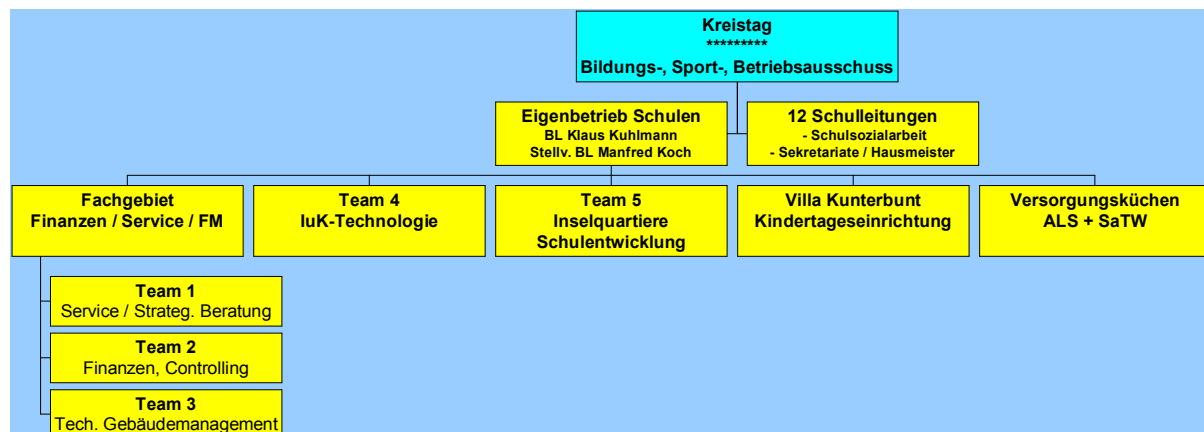 Kreistag
*********
Bildungs-, Sport-, Betriebsausschuss
Eigenbetrieb Schulen
BL Klaus Kuhlmann
Stellv. BL Manfred Koch
12 Schulleitungen
- Schulsozialarbeit
- Sekretariate / Hausmeister
Fachgebiet
Finanzen / Service / FM
Team 4
IuK-Technologie
Team 5
Inselquartiere
Schulentwicklung
Villa Kunterbunt
Kindertageseinrichtung
Versorgungsküchen
ALS + SaTW
Team 1
Service / Strateg. Beratung
Team 2
Finanzen, Controlling
Team 3
Tech. Gebäudemanagement